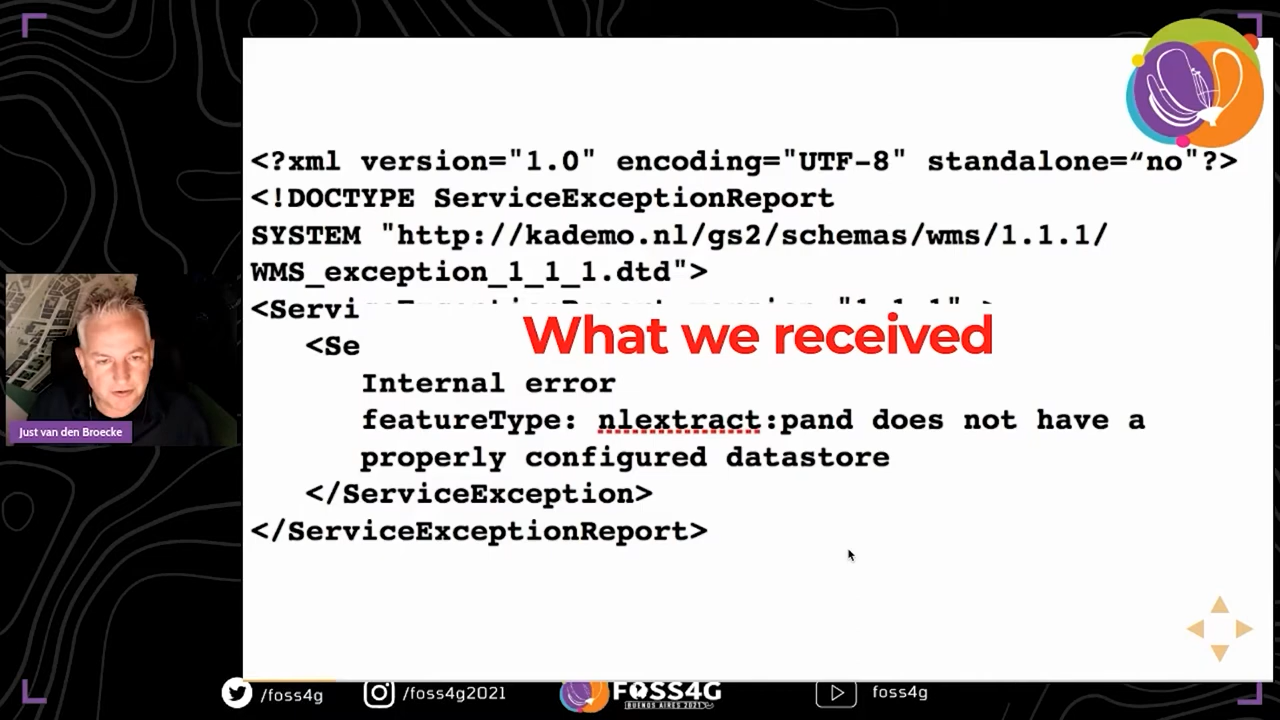 <?xml version="1.0" encoding="UTF-8" standalone=“no"?>
<!DOCTYPE ServiceExceptionReport
SYSTEM "http://kademo.nl/gs2/schemas/wms/1.1.1/
WMS_exception_1_1_1.dtd">
<Servi
<Se
What we received
Internal error
featureType: nlextract:pand does not have a
properly configured datastore
</ServiceException>
</ServiceExceptionReport>
Just van den Broecke
/foss4g
/foss4g2021
FOSS4G
BUENOS AIRES 2021
foss4g